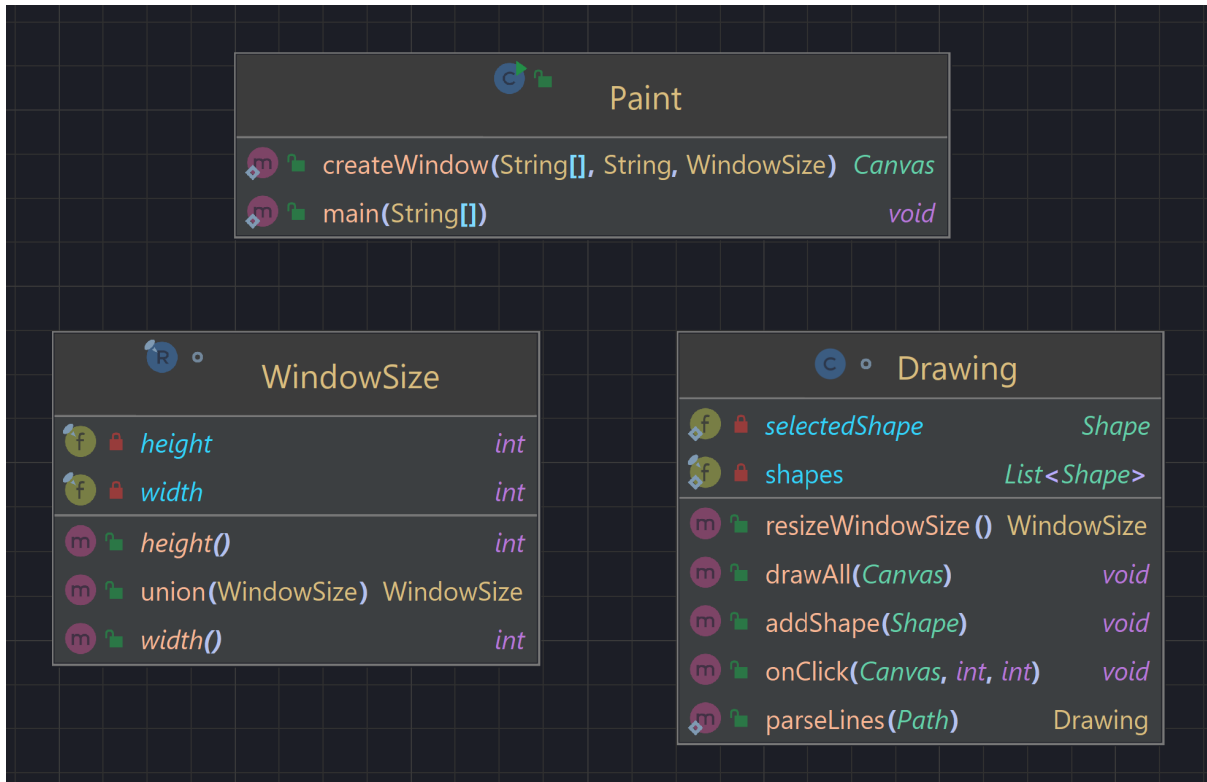 C Paint
m createWindow(String[], String, WindowSize) Canvas
m main(String[]) void
R WindowSize
f height int
f width int
m height() int
m union(WindowSize) WindowSize
m width() int
C Drawing
f selectedShape Shape
f shapes List<Shape>
m resizeWindowSize () WindowSize
m drawAll(Canvas) void
m addShape(Shape) void
m onClick(Canvas, int, int) void
m parseLines(Path) Drawing